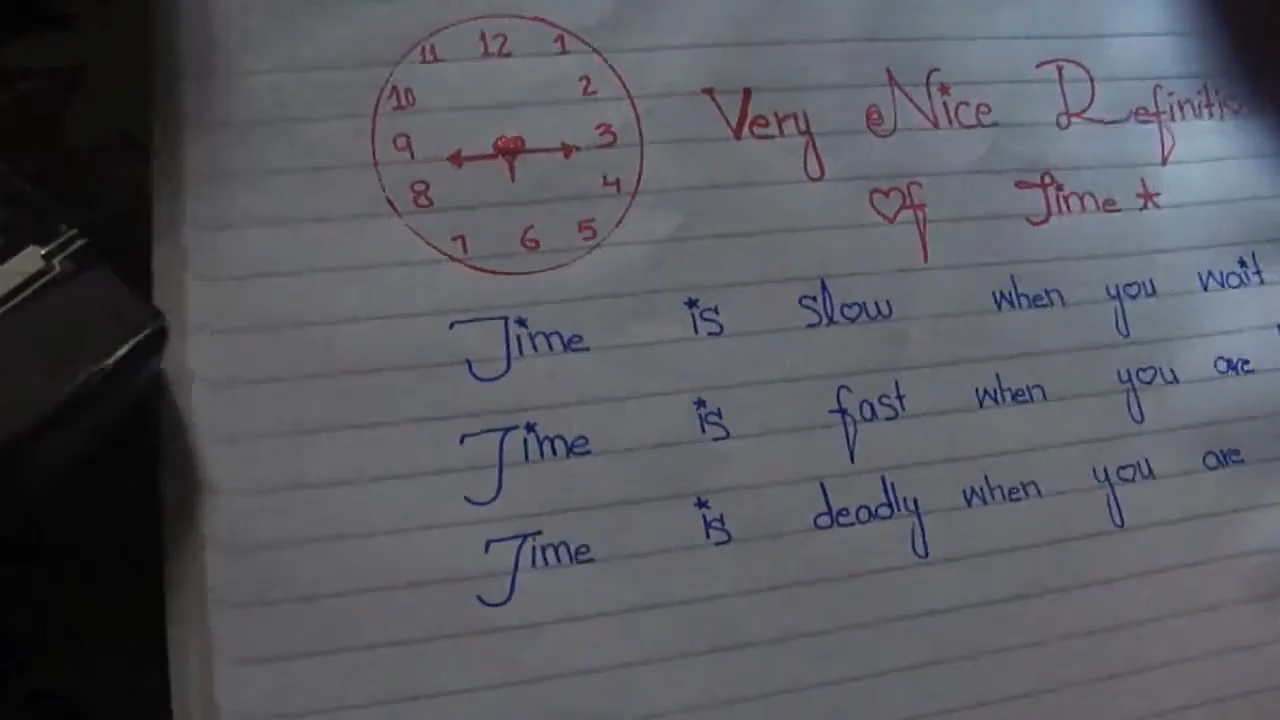 11 12 1
10 2
9 3
8 4
7 6 5
Very Nice Definiti
Of Time
Time is slow when you wait
Time is fast when you are
Time is deadly when you are